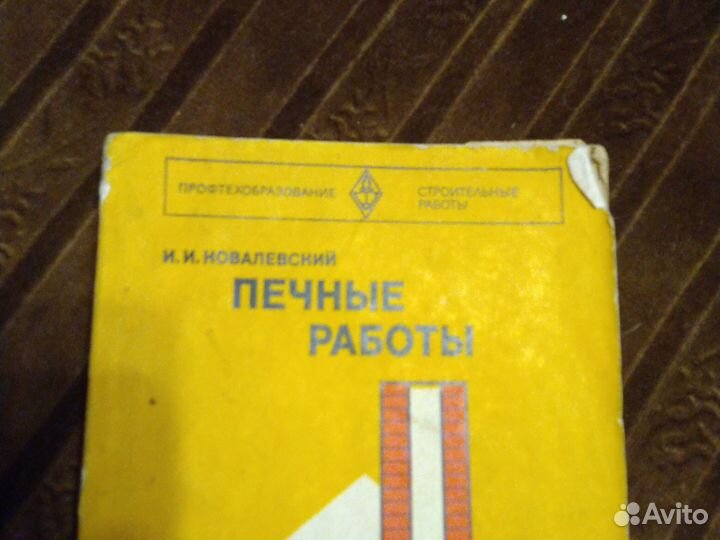 ПРОФТЕХОБРАЗОВАНИЕ
СТРОИТЕЛЬНЫЕ
РАБОТЫ
И. И. КОВАЛЕВСКИЙ
ПЕЧНЫЕ
РАБОТЫ
Avito